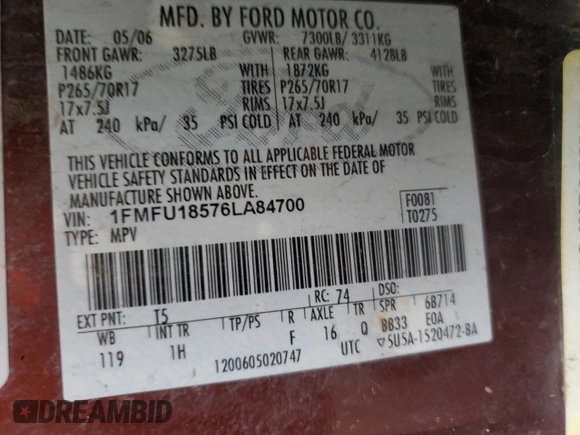 MFD. BY FORD MOTOR CO.
DATE: 05/06 GVWR: 7300LB/ 3311KG
FRONT GAWR: 3275LB REAR GAWR: 4128LB
1486KG WITH 1872KG WITH
P265/70R17 TIRES P265/70R17 TIRES
17x7.5J RIMS 17x7.5J RIMS
AT 240 kPa/ 35 PSI COLD AT 240 kPa/ 35 PSI COLD
Ford
THIS VEHICLE CONFORMS TO ALL APPLICABLE FEDERAL MOTOR
VEHICLE SAFETY STANDARDS IN EFFECT ON THE DATE OF
MANUFACTURE SHOWN ABOVE.
VIN: 1FMFU18576LA84700 F0081
TYPE: MPV T0275
EXT PNT: T5 RC: 74 DSO:
WB INT TR TP/PS R AXLE TR SPR 6B714
119 1H F 16 Q BB33 EOA
1200605020747 UTC ▽5U5A-1520472-BA
DREAMBID